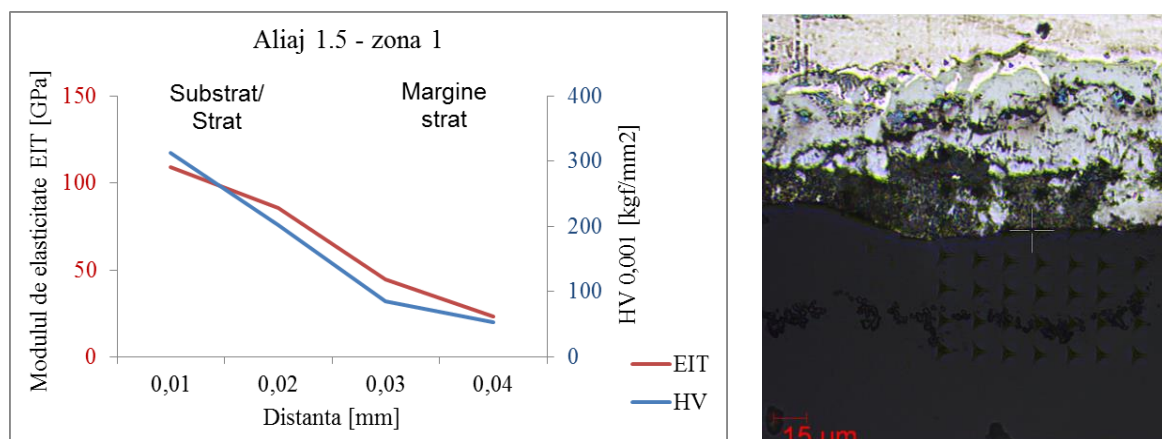 Aliaj 1.5 - zona 1
Modulul de elasticitate EIT [GPa]
150
100
50
0
Substrat/
Strat
Margine
strat
400
300
200
100
0
HV 0,001 [kgf/mm2]
0,01 0,02 0,03 0,04
Distanta [mm]
EIT
HV
15 um